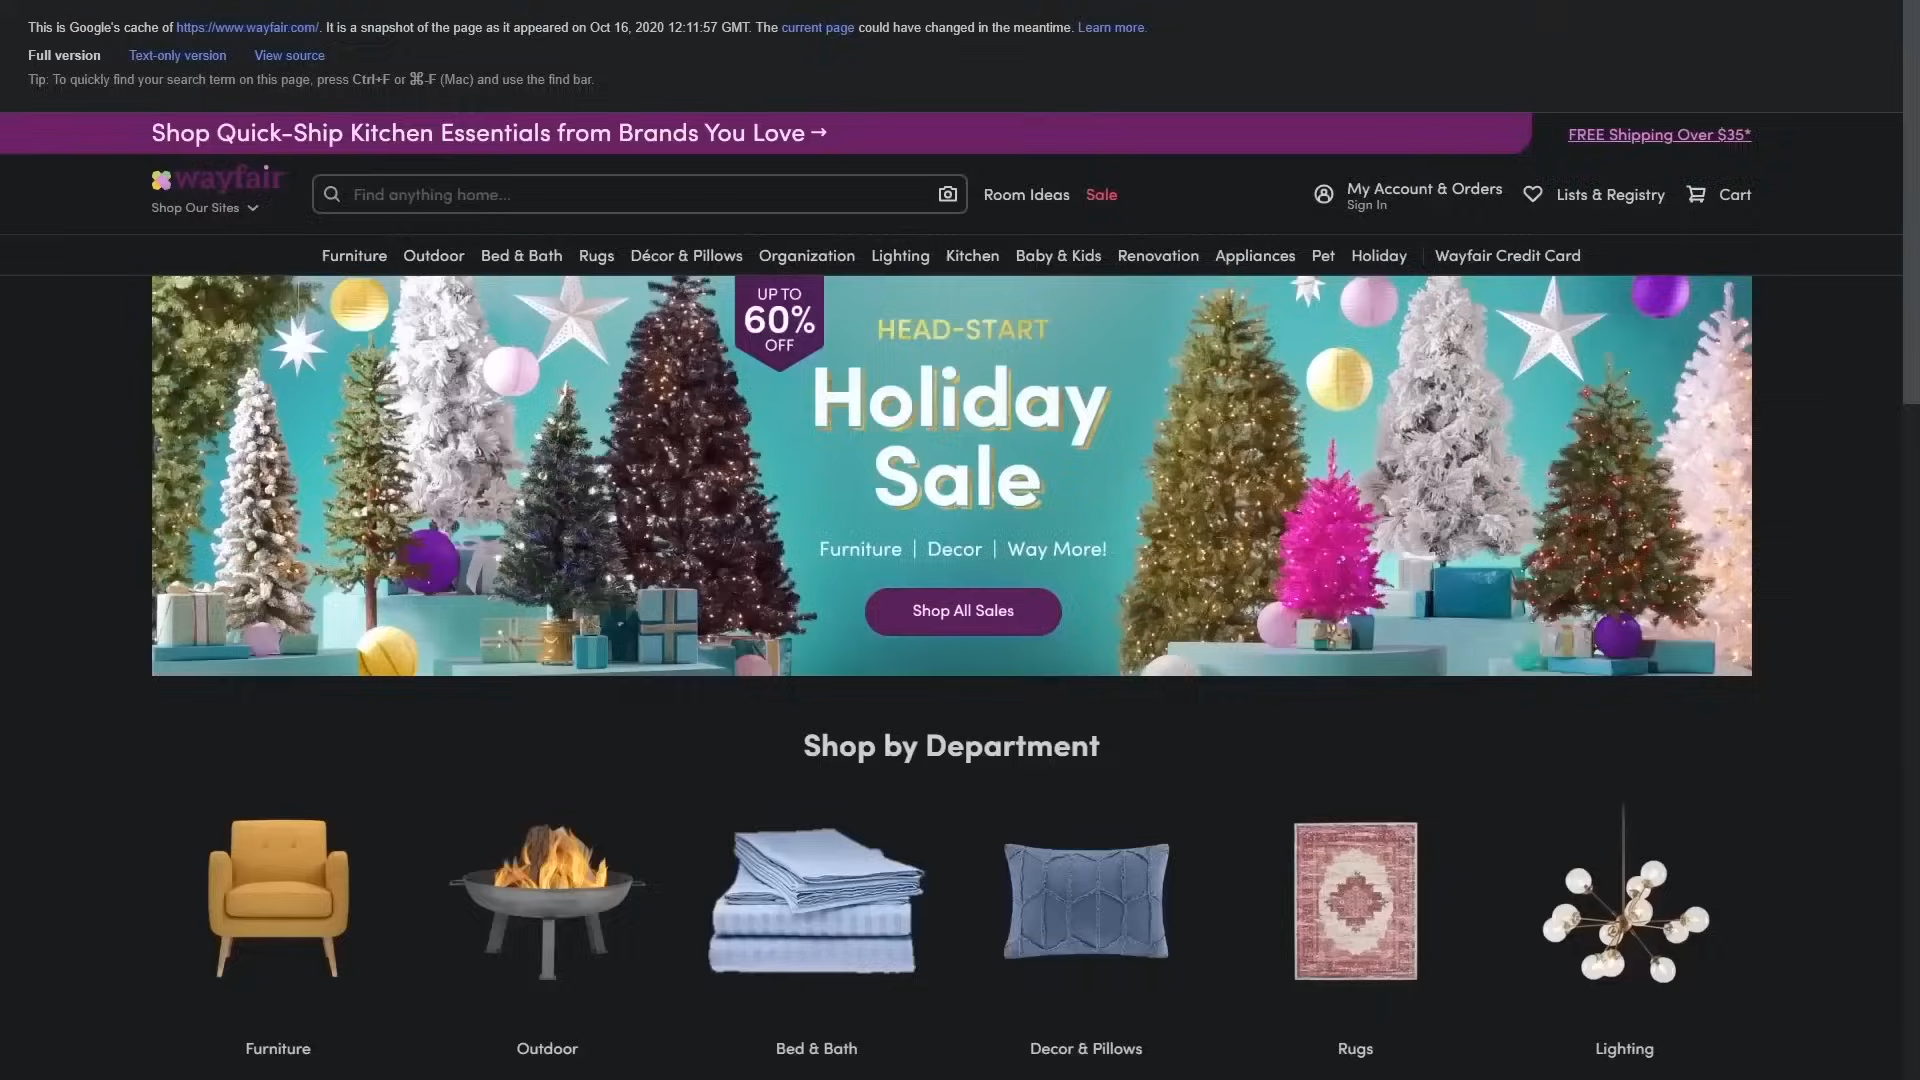 This is Google's cache of https://www.wayfair.com/. It is a snapshot of the page as it appeared on Oct 16, 2020 12:11:57 GMT. The current page could have changed in the meantime. Learn more.
Full version Text-only version View source
Tip: To quickly find your search term on this page, press Ctrl+F or ⌘-F (Mac) and use the find bar.
Shop Quick-Ship Kitchen Essentials from Brands You Love →
FREE Shipping Over $35*
wayfair
Shop Our Sites
Find anything home...
Room Ideas Sale
My Account & Orders
Sign In
Lists & Registry
Cart
Furniture Outdoor Bed & Bath Rugs Décor & Pillows Organization Lighting Kitchen Baby & Kids Renovation Appliances Pet Holiday | Wayfair Credit Card
UP TO
60%
OFF
HEAD-START
Holiday
Sale
Furniture | Decor | Way More!
Shop All Sales
Shop by Department
Furniture Outdoor Bed & Bath Decor & Pillows Rugs Lighting